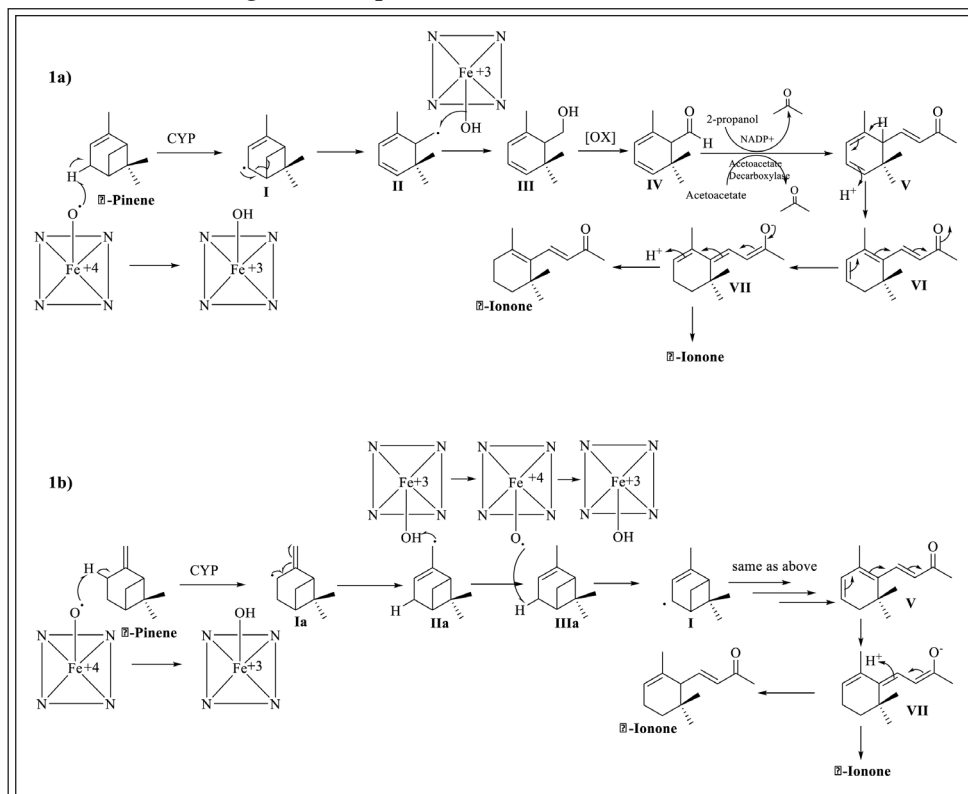 1a)
N N
Fe+3
N N
OH
OH
O
2-propanol
NADP+
O
H
O
CYP
[OX]
H
H
Acetoacetate
Decarboxylase
Acetoacetate
O
⍰-Pinene
I
II
III
IV
V
H+
O
OH
N N
Fe+4
N N
N N
Fe+3
N N
O
O
O
H+
VII
VI
⍰-Ionone
⍰-Ionone
1b)
N N
Fe+3
N N
OH
N N
Fe+4
N N
O
N N
Fe+3
N N
OH
H
CYP
same as above
O
H
H
⍰-Pinene
Ia
IIa
IIIa
I
V
O
OH
N N
Fe+4
N N
N N
Fe+3
N N
O
H+
O-
VII
⍰-Ionone
⍰-Ionone